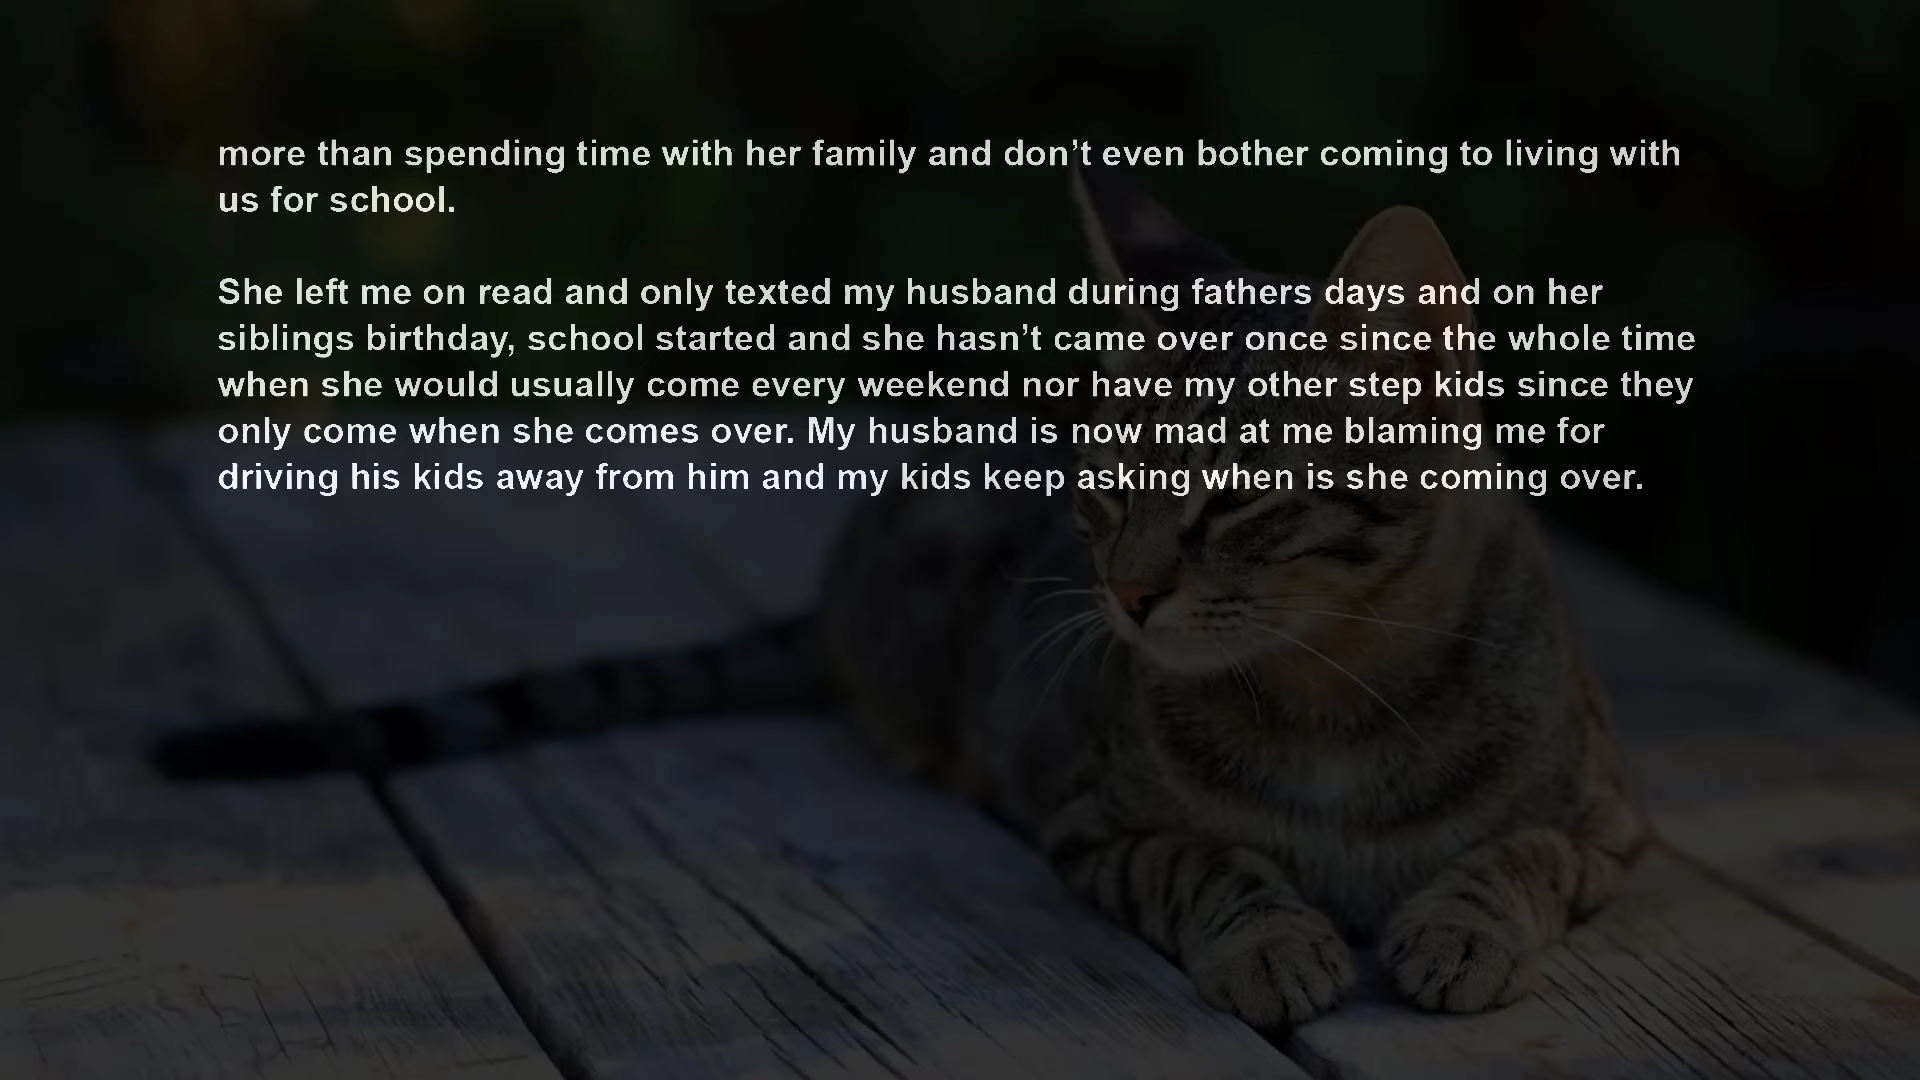 more than spending time with her family and don’t even bother coming to living with
us for school.
She left me on read and only texted my husband during fathers days and on her
siblings birthday, school started and she hasn’t came over once since the whole time
when she would usually come every weekend nor have my other step kids since they
only come when she comes over. My husband is now mad at me blaming me for
driving his kids away from him and my kids keep asking when is she coming over.